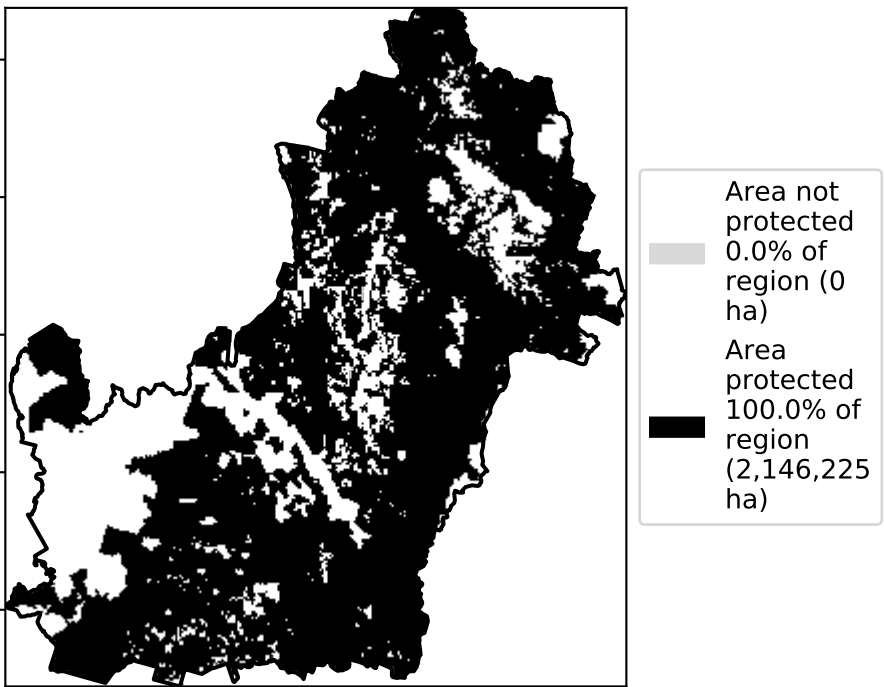 Area not
protected
0.0% of
region (0
ha)
Area
protected
100.0% of
region
(2,146,225
ha)